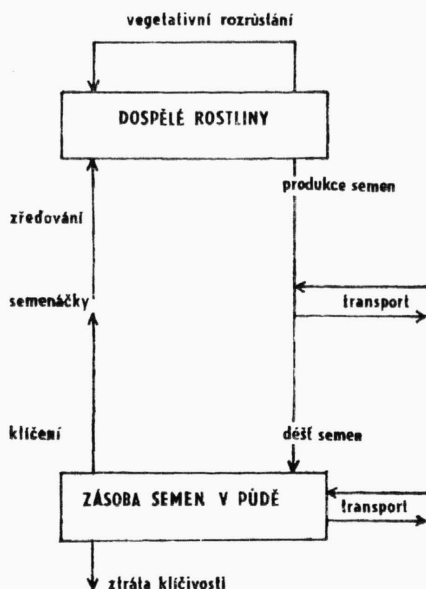 vegetativní rozrůstání
DOSPĚLÉ ROSTLINY
produkce semen
zřeďování
semenáčky
transport
klíčení
déšť semen
ZÁSOBA SEMEN V PŮDĚ
transport
ztráta klíčivosti